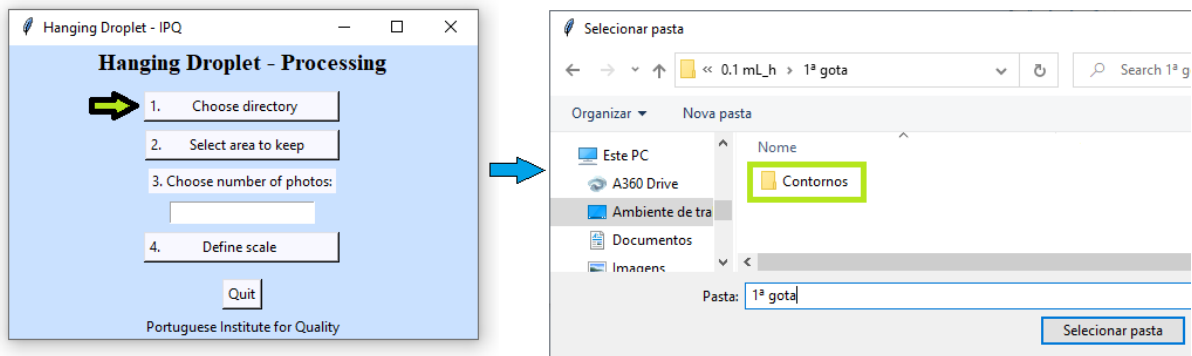 Hanging Droplet - IPQ
Hanging Droplet - Processing
1. Choose directory
2. Select area to keep
3. Choose number of photos:
4. Define scale
Quit
Portuguese Institute for Quality
Selecionar pasta
« 0.1 mL_h › 1ª gota
Search 1ª g
Organizar Nova pasta
Este PC
A360 Drive
Ambiente de tra
Documentos
Imagens
Nome
Contornos
Pasta: 1ª gota
Selecionar pasta